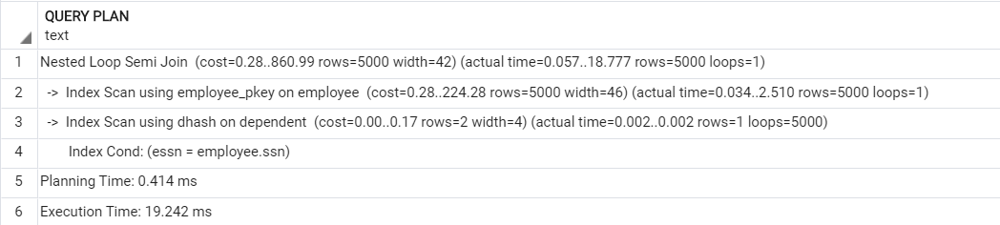 QUERY PLAN
text
1 Nested Loop Semi Join (cost=0.28..860.99 rows=5000 width=42) (actual time=0.057..18.777 rows=5000 loops=1)
2 -> Index Scan using employee_pkey on employee (cost=0.28..224.28 rows=5000 width=46) (actual time=0.034..2.510 rows=5000 loops=1)
3 -> Index Scan using dhash on dependent (cost=0.00..0.17 rows=2 width=4) (actual time=0.002..0.002 rows=1 loops=5000)
4 Index Cond: (essn = employee.ssn)
5 Planning Time: 0.414 ms
6 Execution Time: 19.242 ms